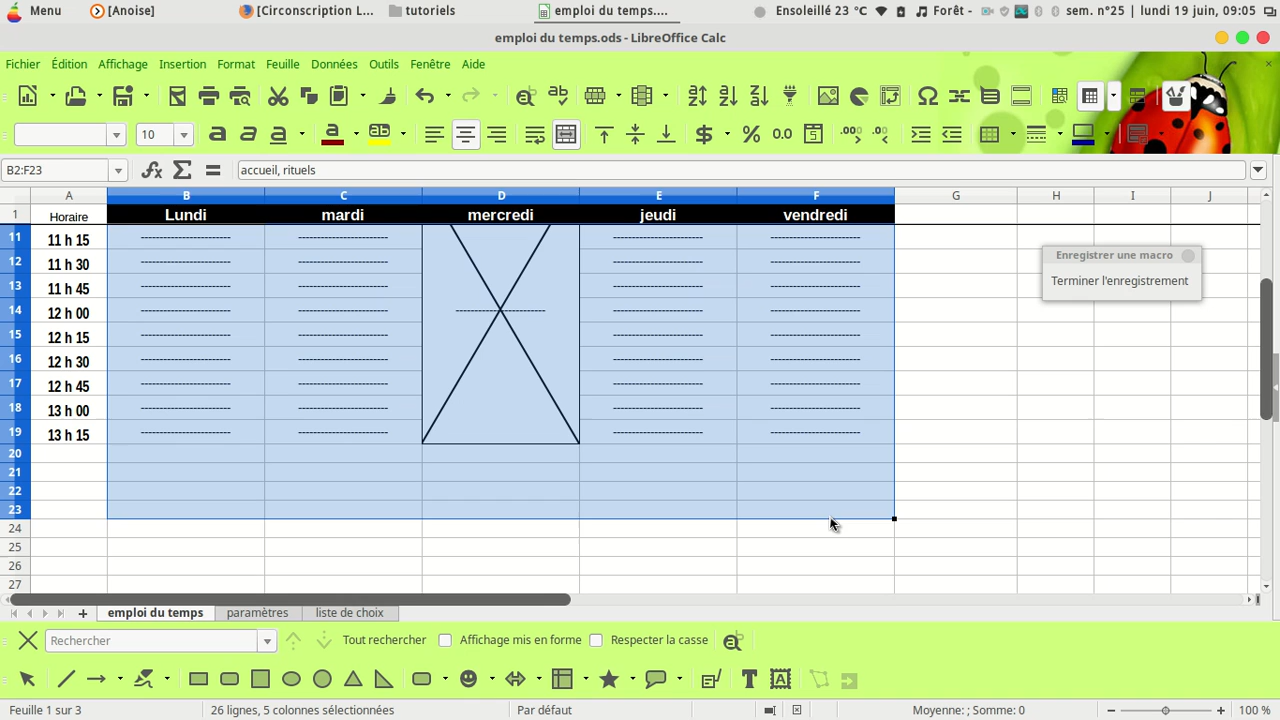 Menu [Anoise] [Circonscription L... tutoriels emploi du temps.... Ensoleillé 23 °C Forêt - sem. n°25 | lundi 19 juin, 09:05
emploi du temps.ods - LibreOffice Calc
Fichier Édition Affichage Insertion Format Feuille Données Outils Fenêtre Aide
10
B2:F23 accueil, rituels
A B C D E F G H I J
1 Horaire Lundi mardi mercredi jeudi vendredi
11 11 h 15 ----------------------- ----------------------- ----------------------- -----------------------
12 11 h 30 ----------------------- ----------------------- ----------------------- -----------------------
Enregistrer une macro
13 11 h 45 ----------------------- ----------------------- ----------------------- -----------------------
Terminer l'enregistrement
14 12 h 00 ----------------------- ----------------------- ----------------------- ----------------------- -----------------------
15 12 h 15 ----------------------- ----------------------- ----------------------- -----------------------
16 12 h 30 ----------------------- ----------------------- ----------------------- -----------------------
17 12 h 45 ----------------------- ----------------------- ----------------------- -----------------------
18 13 h 00 ----------------------- ----------------------- ----------------------- -----------------------
19 13 h 15 ----------------------- ----------------------- ----------------------- -----------------------
20
21
22
23
24
25
26
27
emploi du temps paramètres liste de choix
Rechercher Tout rechercher Affichage mis en forme Respecter la casse
Feuille 1 sur 3 26 lignes, 5 colonnes sélectionnées Par défaut Moyenne: ; Somme: 0 100 %